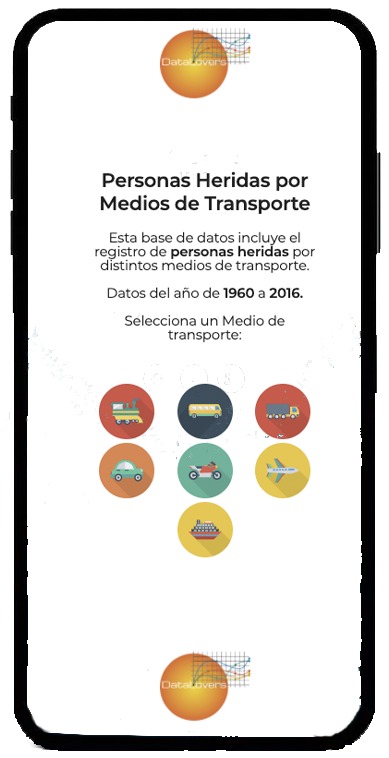 DataLovers
Personas Heridas por
Medios de Transporte
Esta base de datos incluye el
registro de personas heridas por
distintos medios de transporte.
Datos del año de 1960 a 2016.
Selecciona un Medio de
transporte:
DataLovers